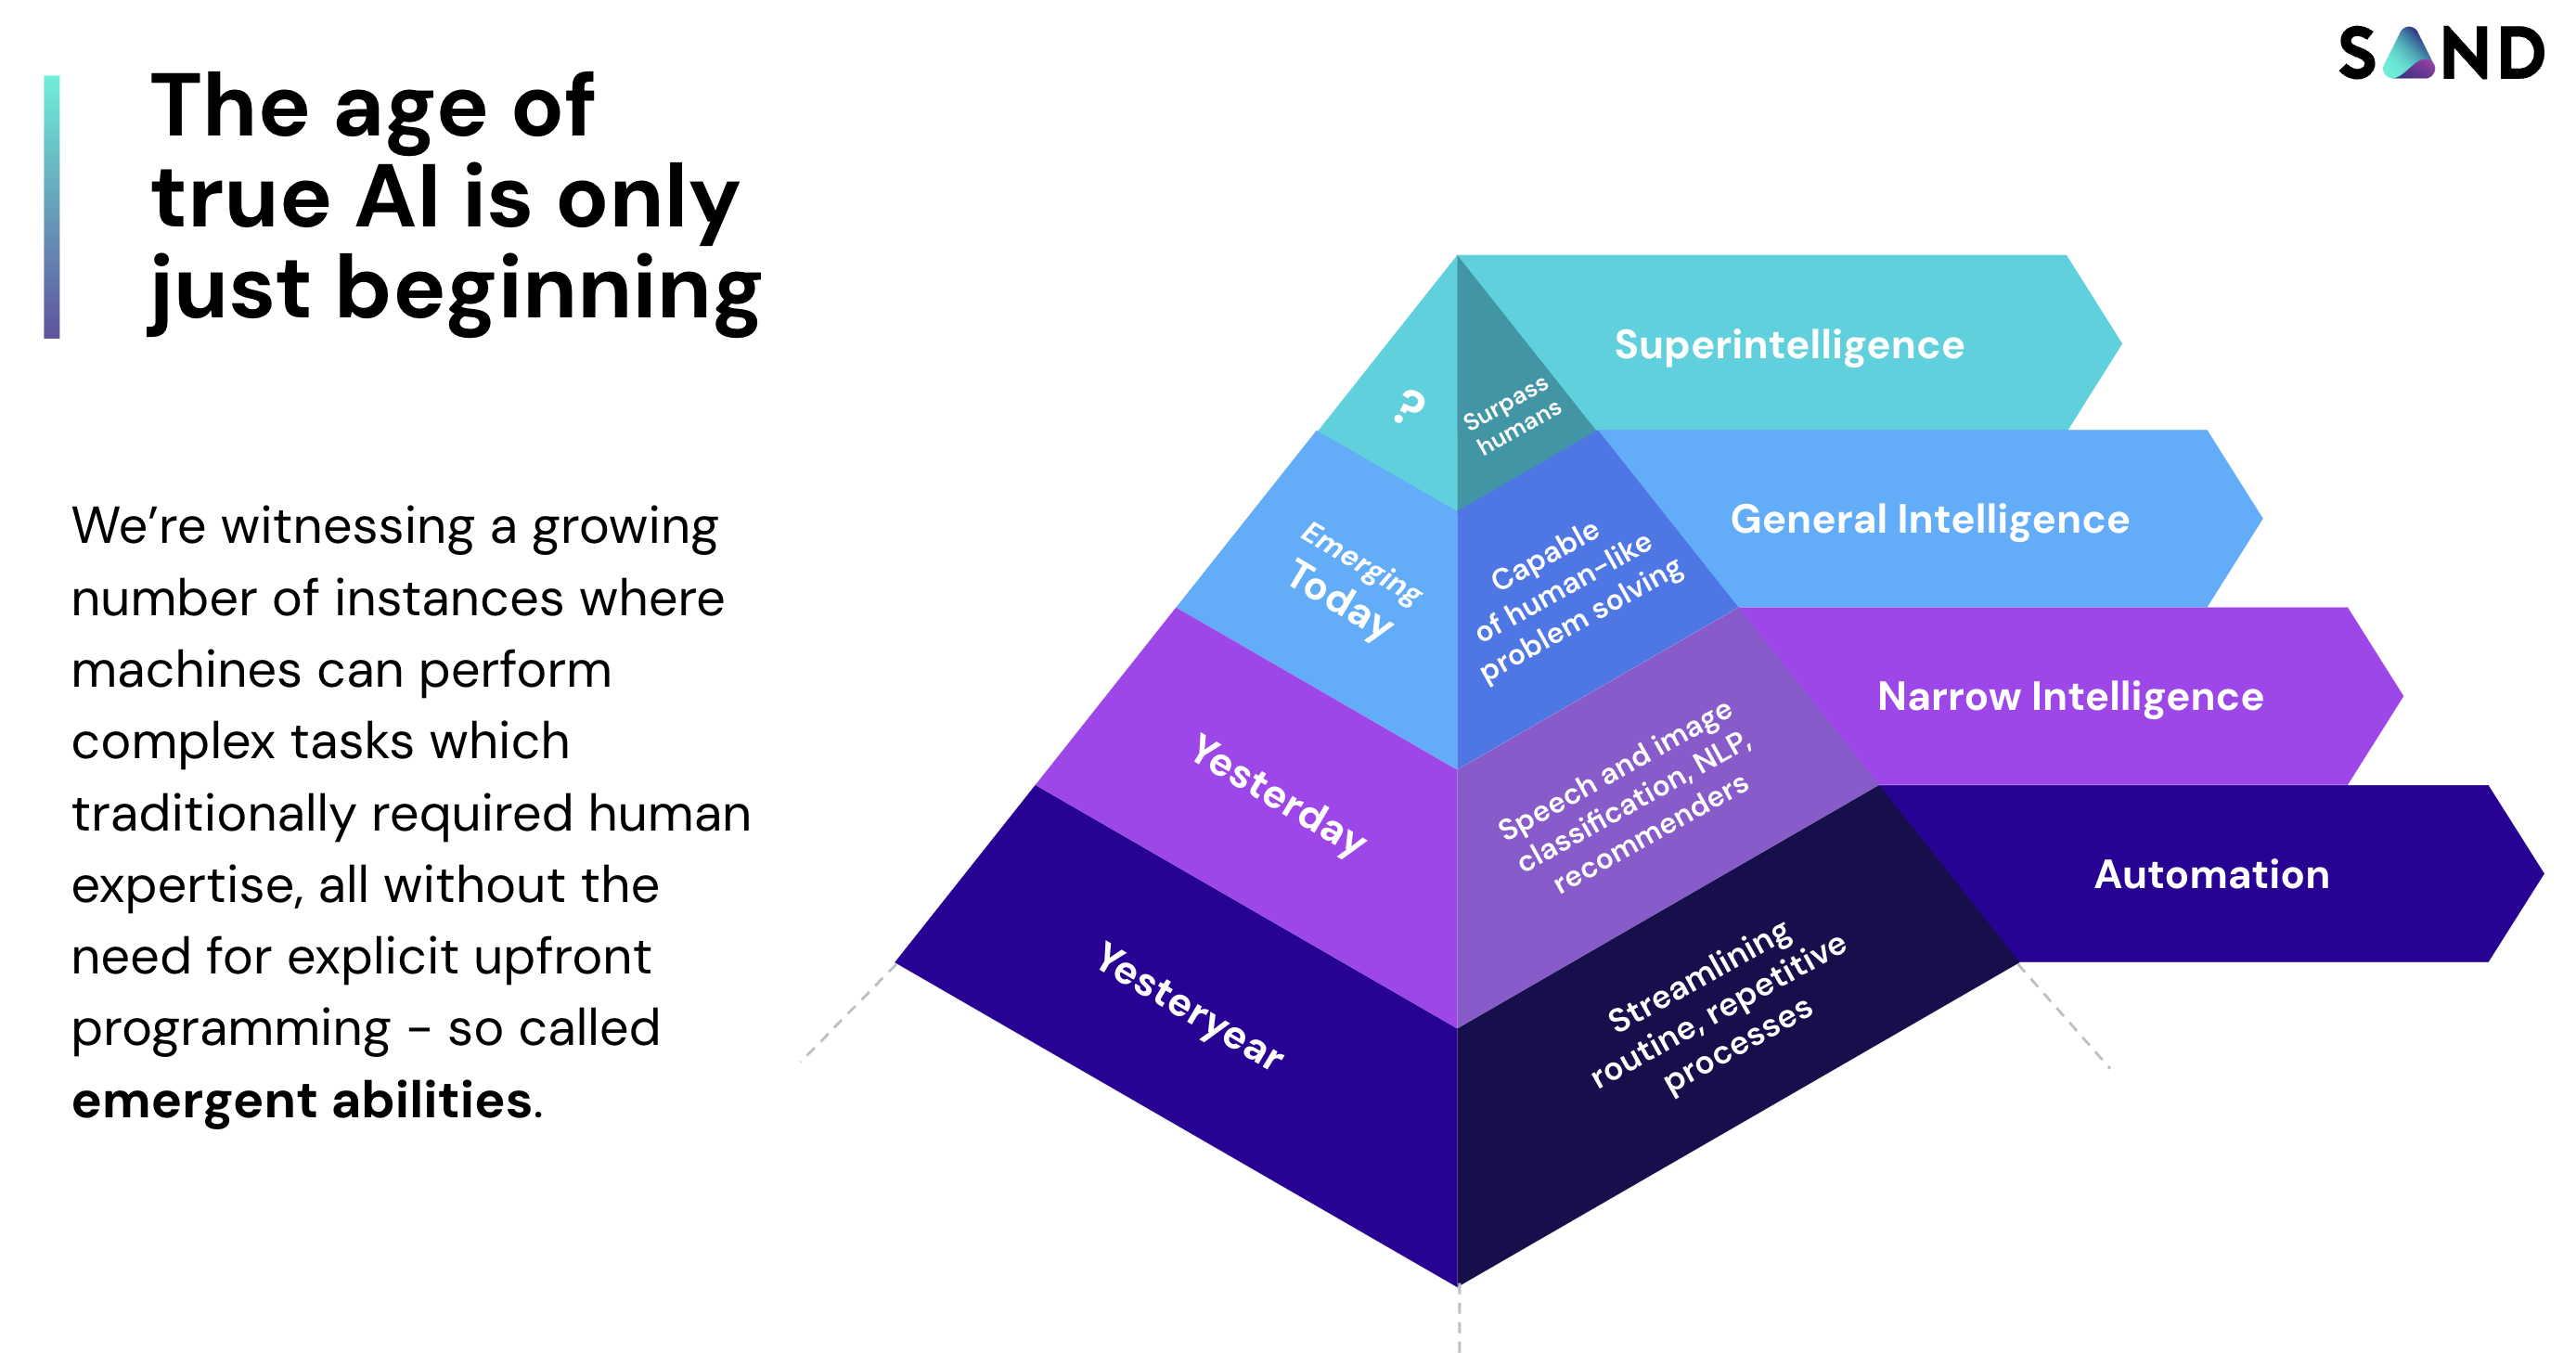 SAND
The age of
true AI is only
just beginning
We’re witnessing a growing
number of instances where
machines can perform
complex tasks which
traditionally required human
expertise, all without the
need for explicit upfront
programming - so called
emergent abilities.
?
Surpass
humans
Superintelligence
Emerging
Today
Capable
of human-like
problem solving
General Intelligence
Yesterday
Speech and image
classification, NLP,
recommenders
Narrow Intelligence
Yesteryear
Streamlining
routine, repetitive
processes
Automation